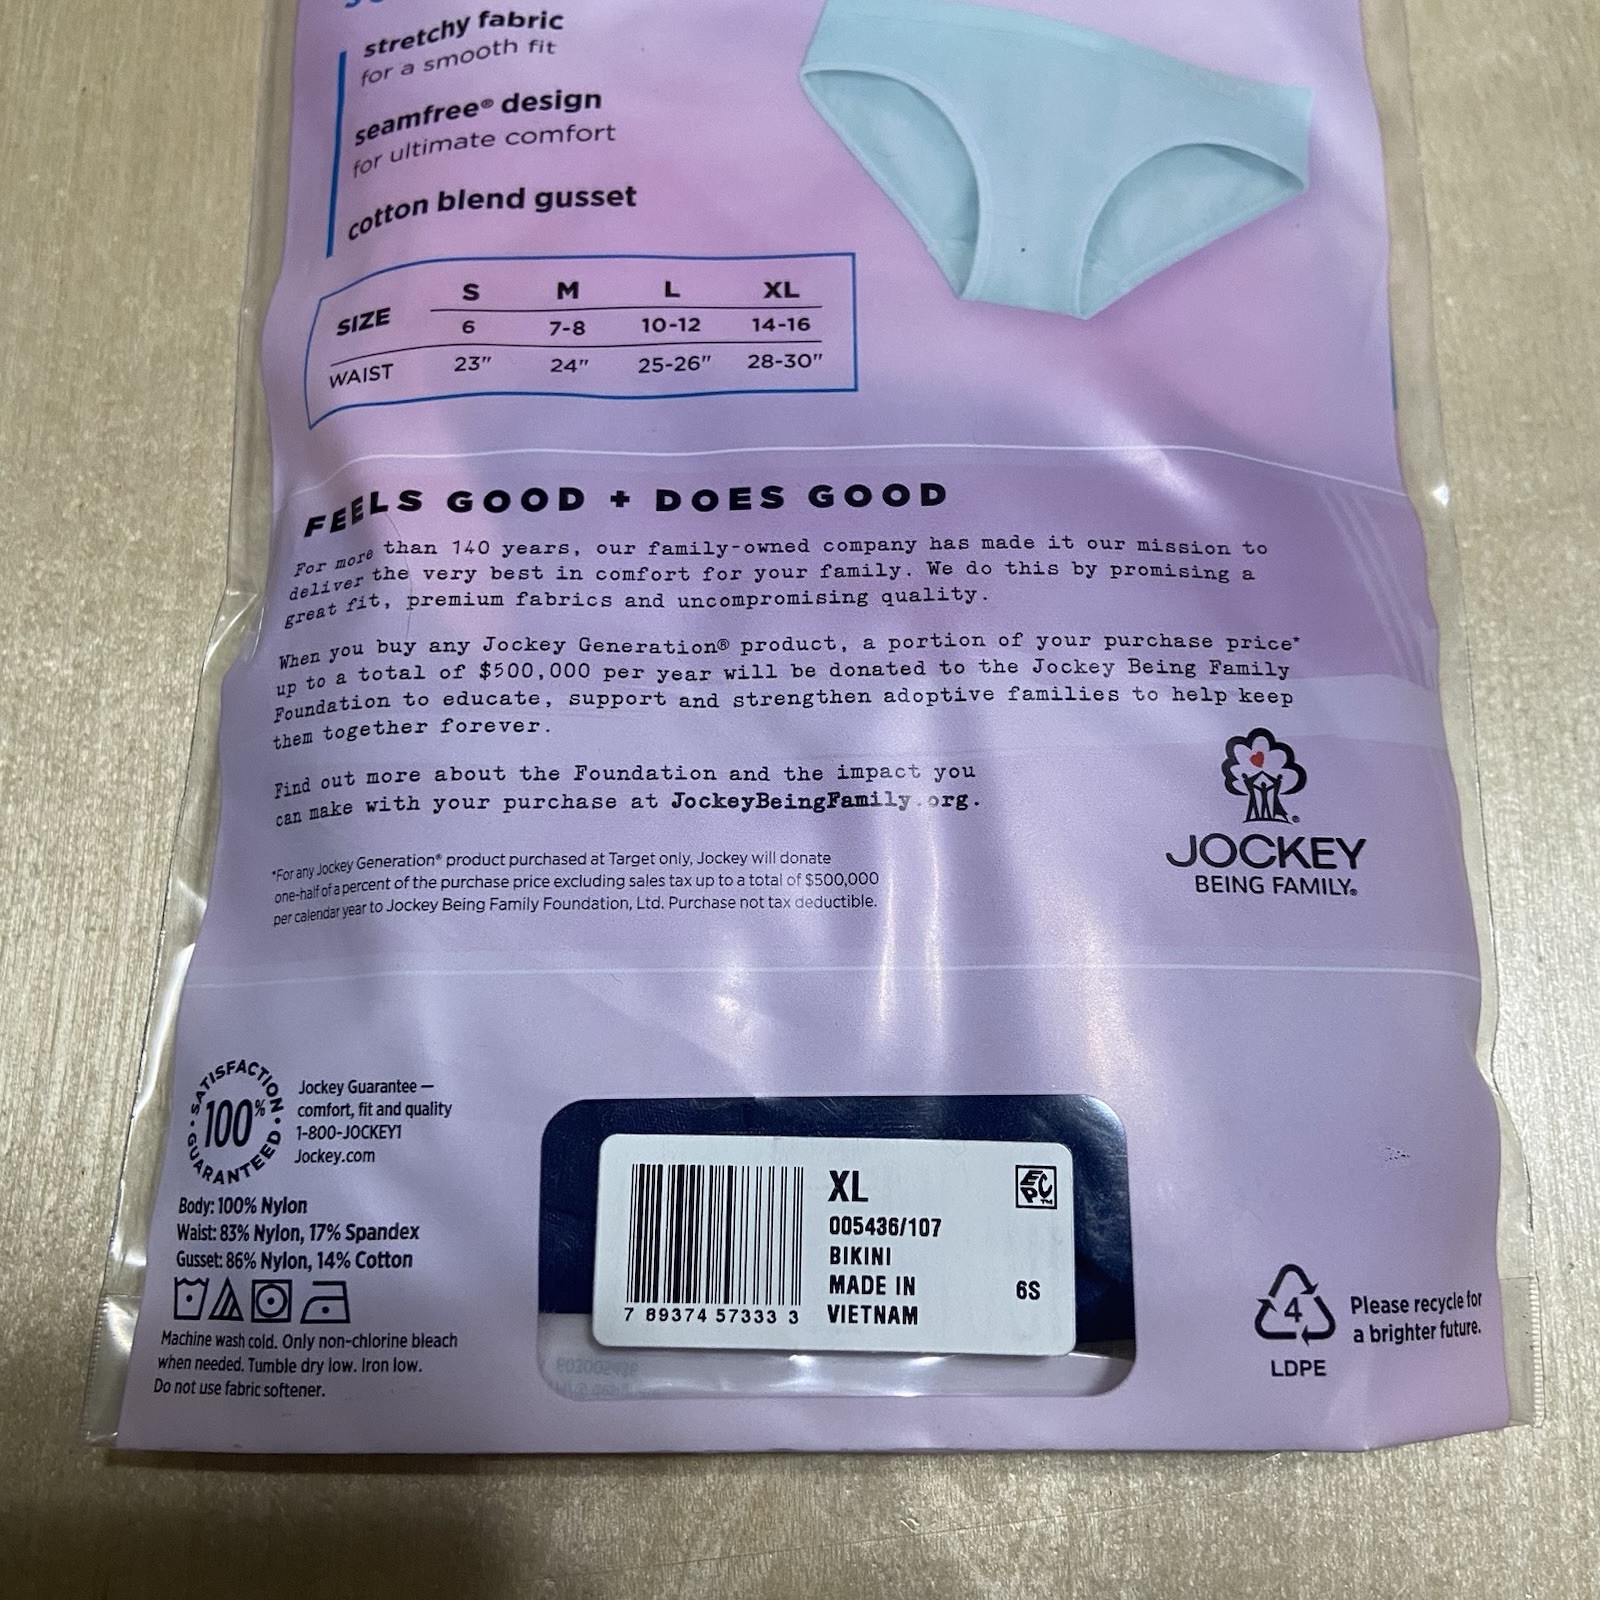 stretchy fabric
for a smooth fit
seamfree® design
for ultimate comfort
cotton blend gusset
SIZE S M L XL
6 7-8 10-12 14-16
WAIST 23" 24" 25-26" 28-30"
FEELS GOOD + DOES GOOD
For more than 140 years, our family-owned company has made it our mission to
deliver the very best in comfort for your family. We do this by promising a
great fit, premium fabrics and uncompromising quality.
When you buy any Jockey Generation® product, a portion of your purchase price*
up to a total of $500,000 per year will be donated to the Jockey Being Family
Foundation to educate, support and strengthen adoptive families to help keep
them together forever.
Find out more about the Foundation and the impact you
can make with your purchase at JockeyBeingFamily.org.
*For any Jockey Generation® product purchased at Target only, Jockey will donate
one-half of a percent of the purchase price excluding sales tax up to a total of $500,000
per calendar year to Jockey Being Family Foundation, Ltd. Purchase not tax deductible.
JOCKEY
BEING FAMILY®
SATISFACTION
100%
GUARANTEED
Jockey Guarantee —
comfort, fit and quality
1-800-JOCKEY1
Jockey.com
Body: 100% Nylon
Waist: 83% Nylon, 17% Spandex
Gusset: 86% Nylon, 14% Cotton
Machine wash cold. Only non-chlorine bleach
when needed. Tumble dry low. Iron low.
Do not use fabric softener.
7 89374 57333 3
XL
005436/107
BIKINI
MADE IN
VIETNAM
EPC™
6S
4
LDPE
Please recycle for
a brighter future.